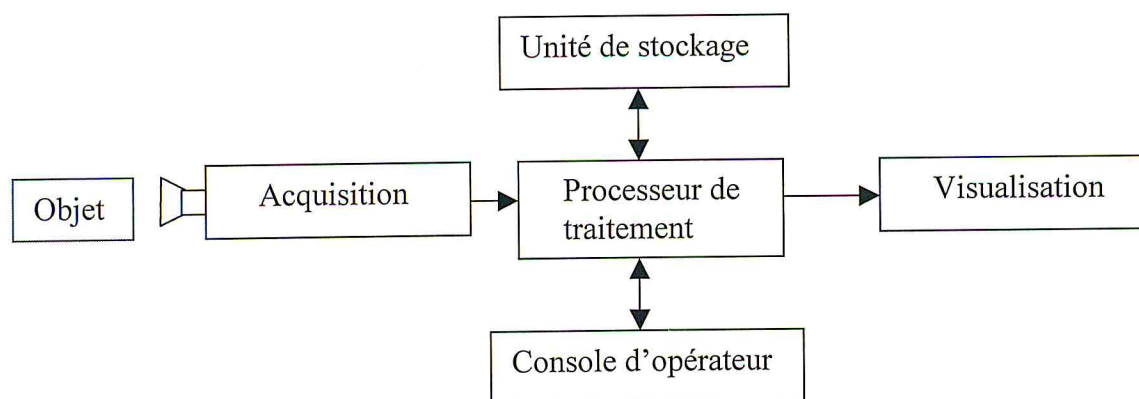 Unité de stockage
Objet
Acquisition
Processeur de
traitement
Visualisation
Console d'opérateur